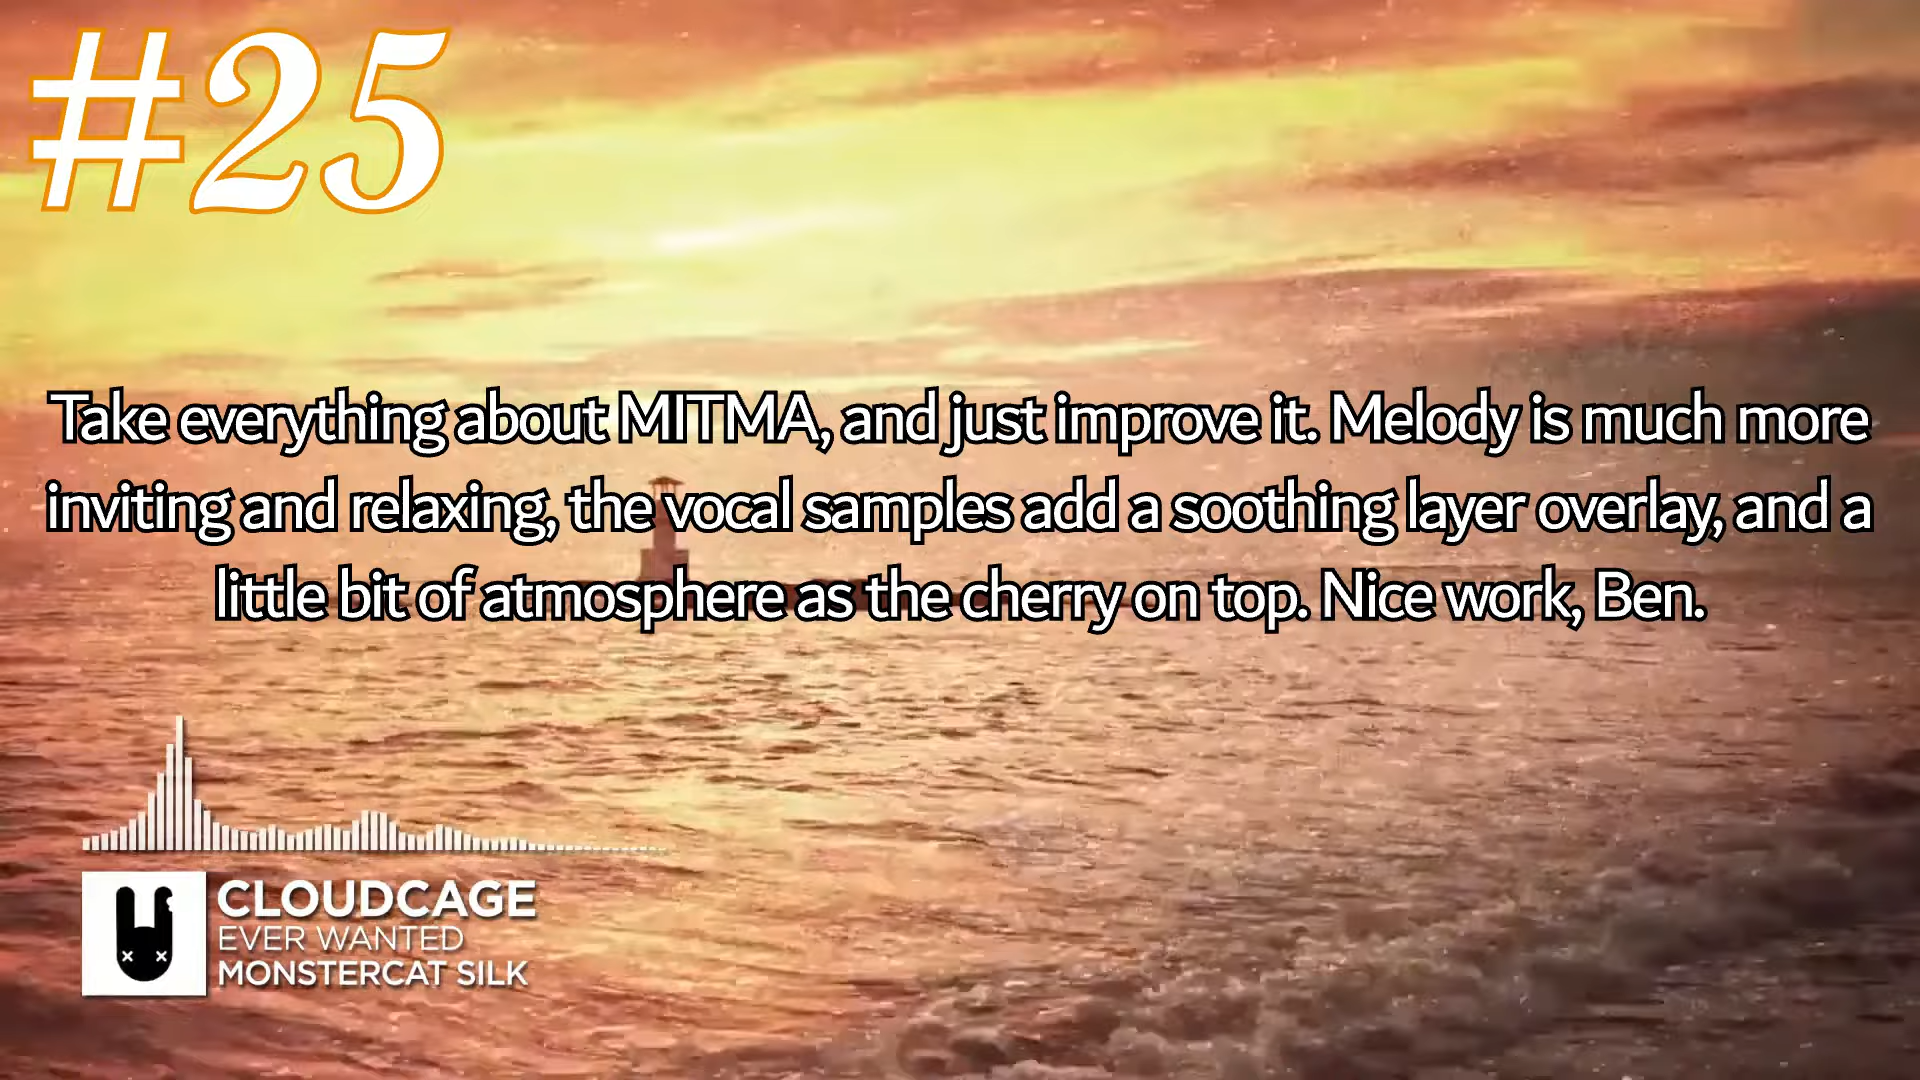 #25
Take everything about MITMA, and just improve it. Melody is much more
inviting and relaxing, the vocal samples add a soothing layer overlay, and a
little bit of atmosphere as the cherry on top. Nice work, Ben.
CLOUDCAGE
EVER WANTED
MONSTERCAT SILK